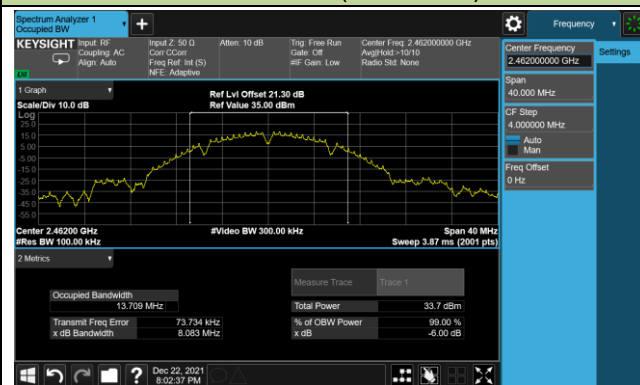 Spectrum Analyzer 1
Occupied BW
Frequency
KEYSIGHT
Input: RF
Coupling: AC
Align: Auto
Input Z: 50 Ω
Corr CCorr
Freq Ref: Int (S)
NFE: Adaptive
Atten: 10 dB
Trig: Free Run
Gate: Off
#IF Gain: Low
Center Freq: 2.462000000 GHz
Avg|Hold:>10/10
Radio Std: None
Center Frequency
2.462000000 GHz
Settings
Span
40.000 MHz
CF Step
4.000000 MHz
Auto
Man
Freq Offset
0 Hz
1 Graph
Scale/Div 10.0 dB
Ref Lvl Offset 21.30 dB
Ref Value 35.00 dBm
Log
25.0
15.0
5.00
-5.00
-15.0
-25.0
-35.0
-45.0
-55.0
Center 2.46200 GHz
#Res BW 100.00 kHz
#Video BW 300.00 kHz
Span 40 MHz
Sweep 3.87 ms (2001 pts)
2 Metrics
Measure Trace
Trace 1
Occupied Bandwidth
13.709 MHz
Total Power
33.7 dBm
Transmit Freq Error
73.734 kHz
% of OBW Power
99.00 %
x dB Bandwidth
8.083 MHz
x dB
-6.00 dB
Dec 22, 2021
8:02:37 PM